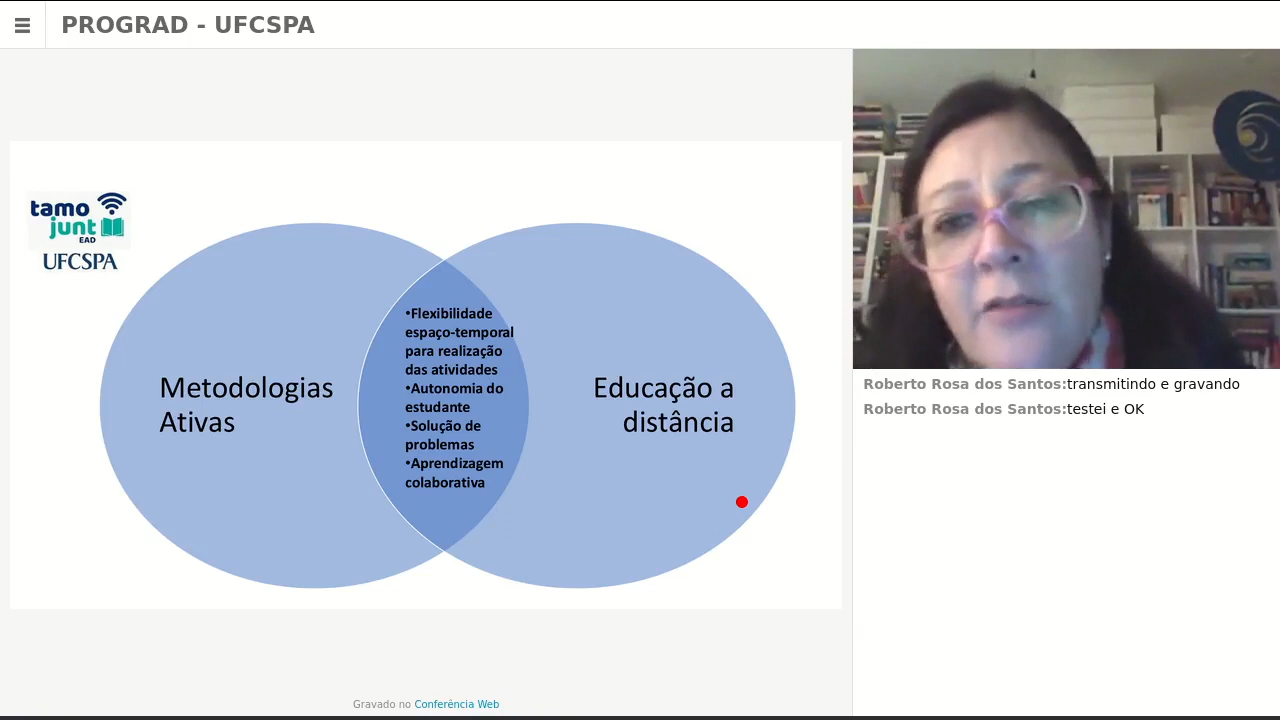 PROGRAD - UFCSPA
tamo
junt
EAD
UFCSPA
Metodologias
Ativas
•Flexibilidade
espaço-temporal
para realização
das atividades
•Autonomia do
estudante
•Solução de
problemas
•Aprendizagem
colaborativa
Educação a
distância
Roberto Rosa dos Santos:transmitindo e gravando
Roberto Rosa dos Santos:testei e OK
Gravado no Conferência Web